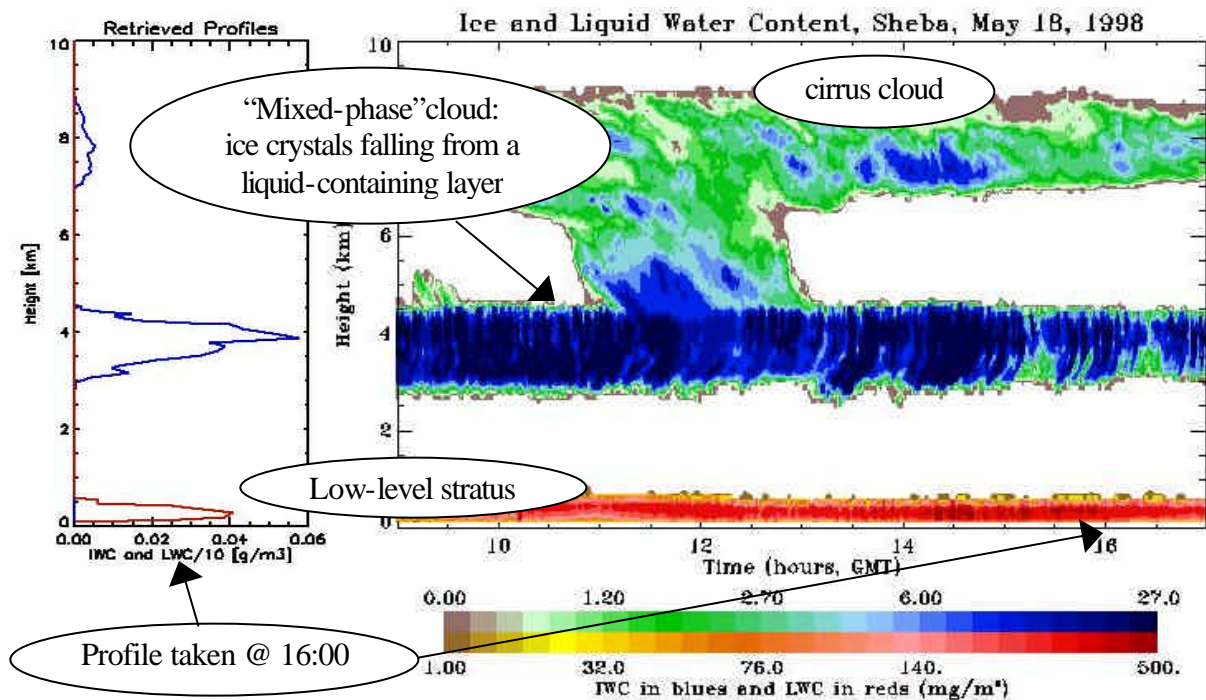 Retrieved Profiles
10
8
6
4
2
0
Height [km]
0.00 0.02 0.04 0.06
IWC and LWC/10 [g/m3]
Ice and Liquid Water Content, Sheba, May 18, 1998
10
8
6
4
2
0
Height (km)
“Mixed-phase”cloud:
ice crystals falling from a
liquid-containing layer
cirrus cloud
Low-level stratus
10 12 14 16
Time (hours, GMT)
Profile taken @ 16:00
0.00 1.20 2.70 6.00 27.0
1.00 32.0 76.0 140. 500.
IWC in blues and LWC in reds (mg/m³)